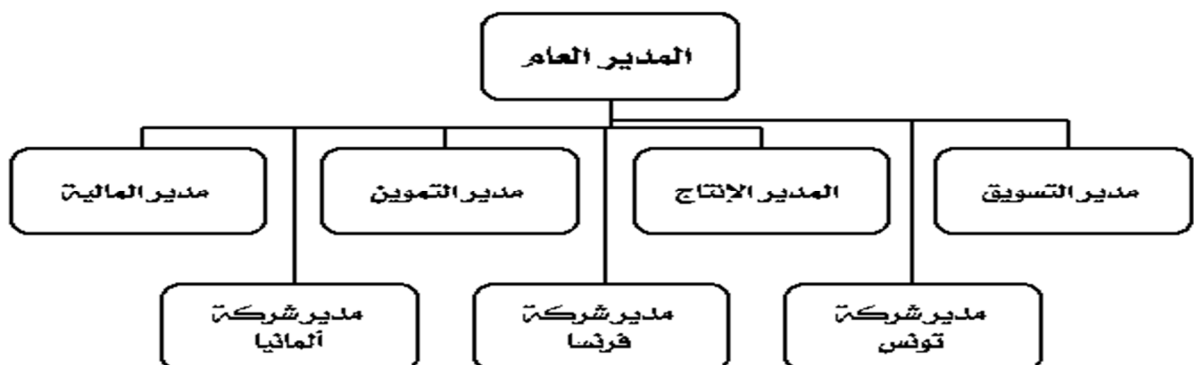 المدير العام
مدير التسويق
المدير الإنتاج
مدير التموين
مدير المالية
مدير شركة
تونس
مدير شركة
فرنسا
مدير شركة
ألمانيا